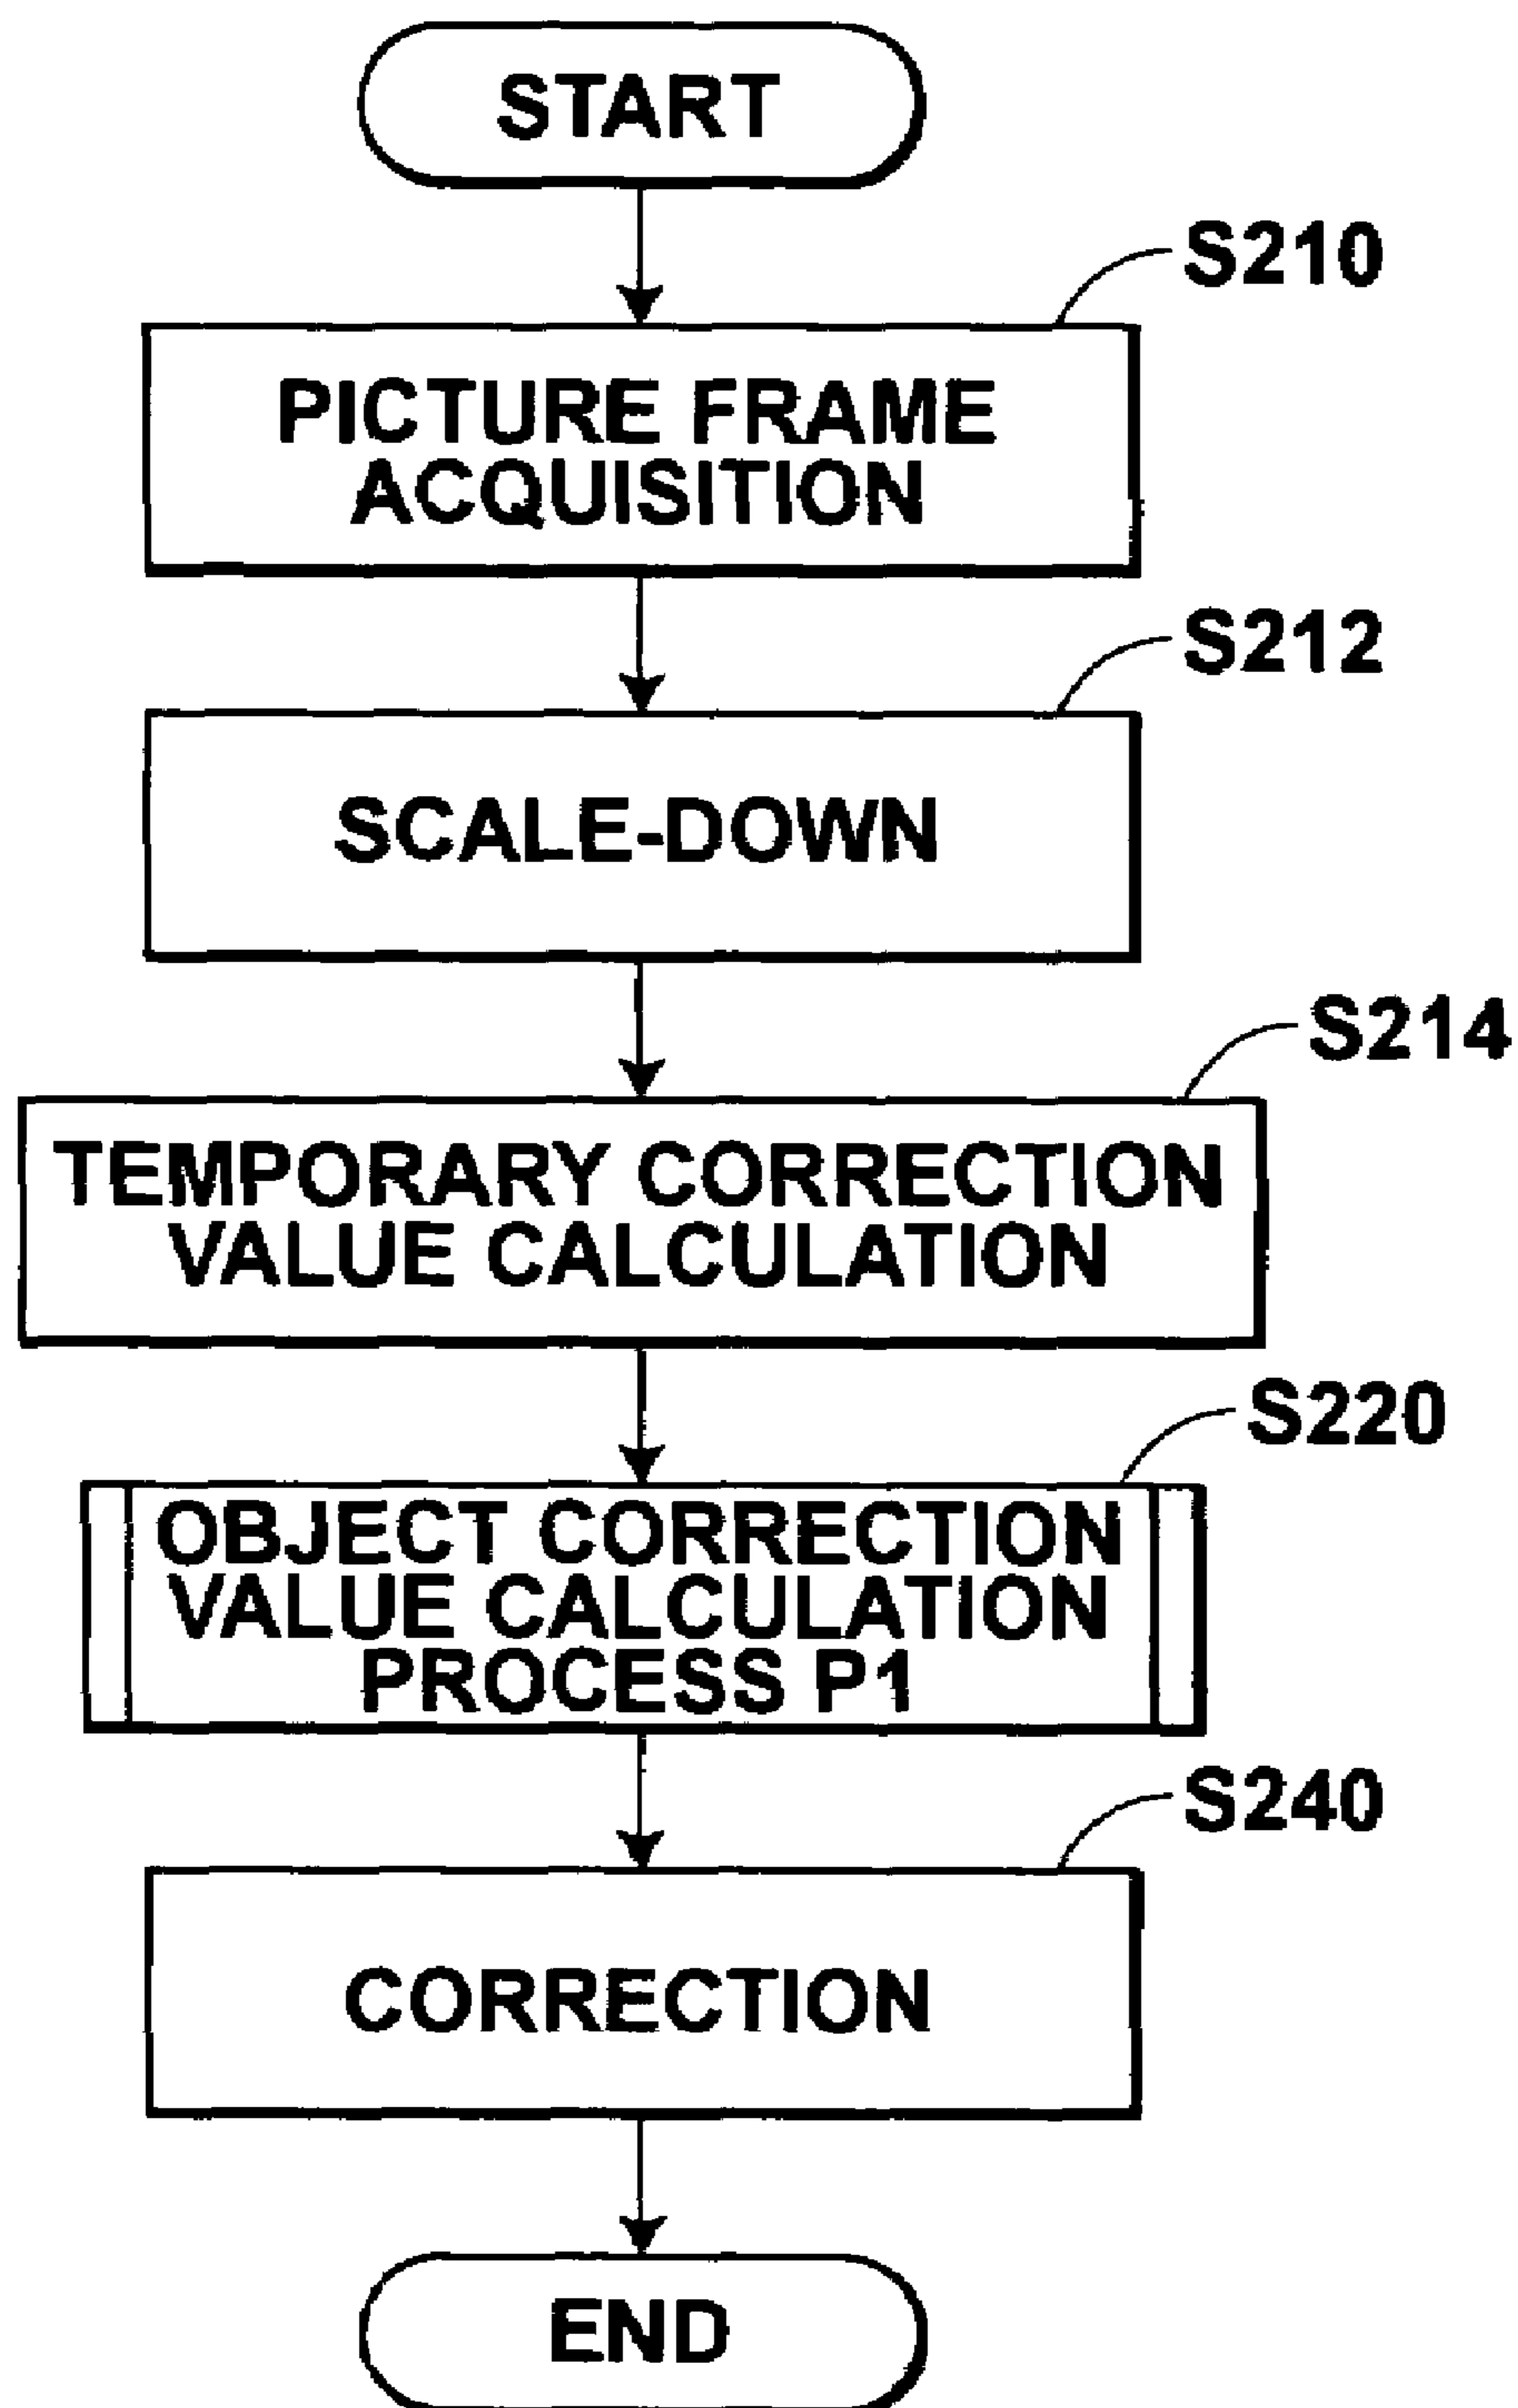 START
S210
PICTURE FRAME
ACQUISITION
S212
SCALE-DOWN
S214
TEMPORARY CORRECTION
VALUE CALCULATION
S220
OBJECT CORRECTION
VALUE CALCULATION
PROCESS P1
S240
CORRECTION
END